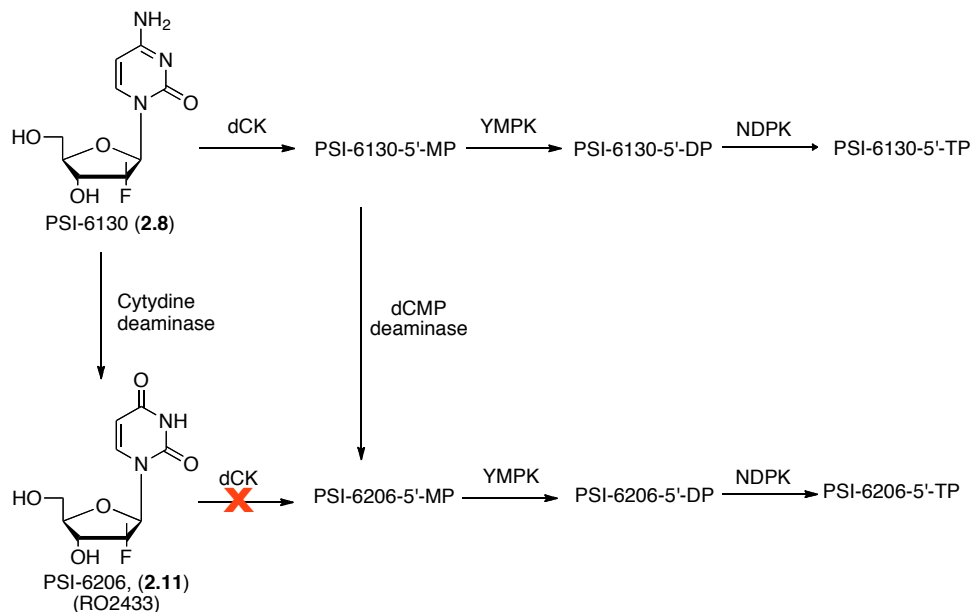 NH2
N
N
O
HO
O
OH
F
PSI-6130 (2.8)
dCK
PSI-6130-5'-MP
YMPK
PSI-6130-5'-DP
NDPK
PSI-6130-5'-TP
Cytydine
deaminase
dCMP
deaminase
O
NH
N
O
HO
O
OH
F
PSI-6206, (2.11)
(RO2433)
dCK
X
PSI-6206-5'-MP
YMPK
PSI-6206-5'-DP
NDPK
PSI-6206-5'-TP